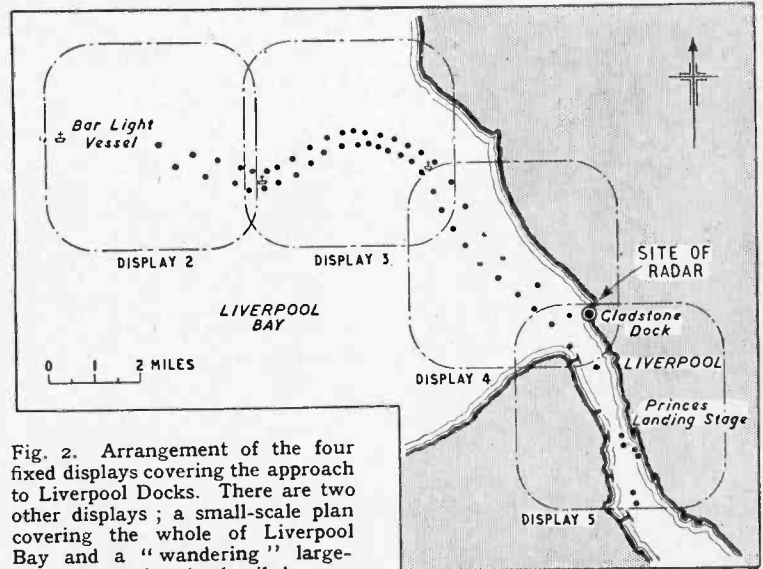 Bar Light
Vessel
DISPLAY 2
DISPLAY 3
SITE OF
RADAR
LIVERPOOL
BAY
Gladstone
Dock
0 1 2 MILES
LIVERPOOL
DISPLAY 4
Princes
Landing Stage
DISPLAY 5
Fig. 2. Arrangement of the four
fixed displays covering the approach
to Liverpool Docks. There are two
other displays ; a small-scale plan
covering the whole of Liverpool
Bay and a “ wandering ” large-